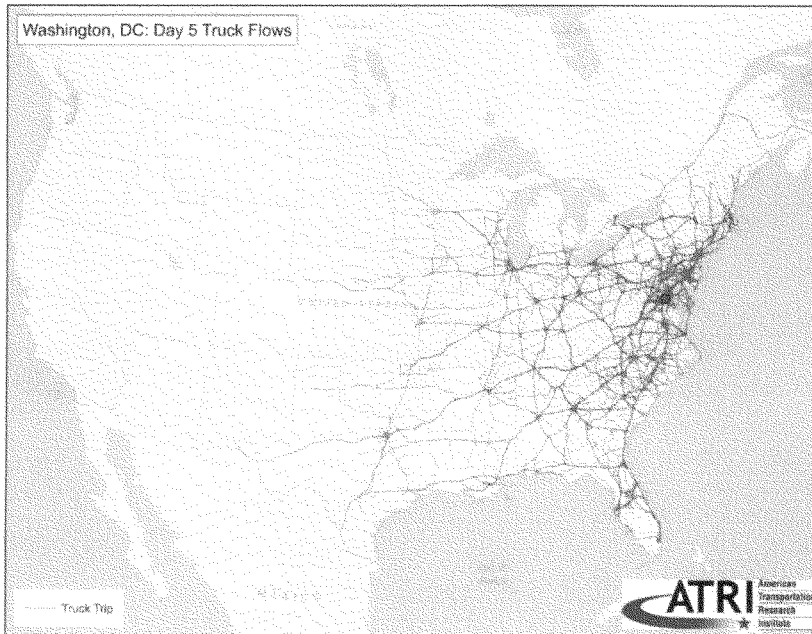 Washington, DC: Day 5 Truck Flows
Truck Trip
ATRI
American
Transportation
Research
Institute